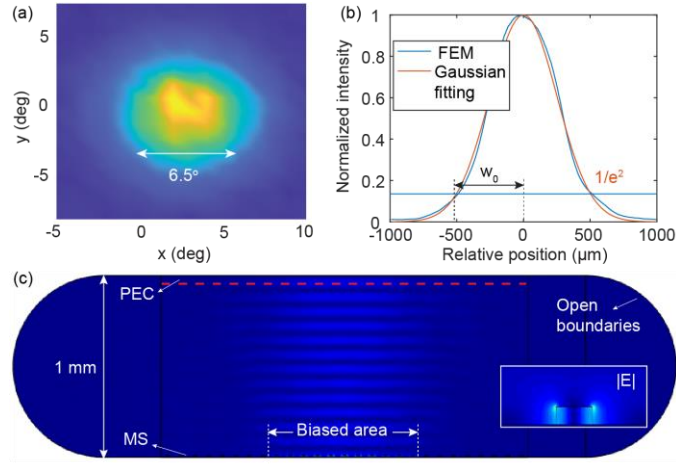 (a)
5
0
-5
y (deg)
6.5°
-5
0
5
10
x (deg)
(b)
1
0.8
0.6
0.4
0.2
0
Normalized intensity
FEM
Gaussian
fitting
1/e²
w₀
-1000
-500
0
500
1000
Relative position (µm)
(c)
PEC
Open
boundaries
1 mm
|E|
Biased area
MS